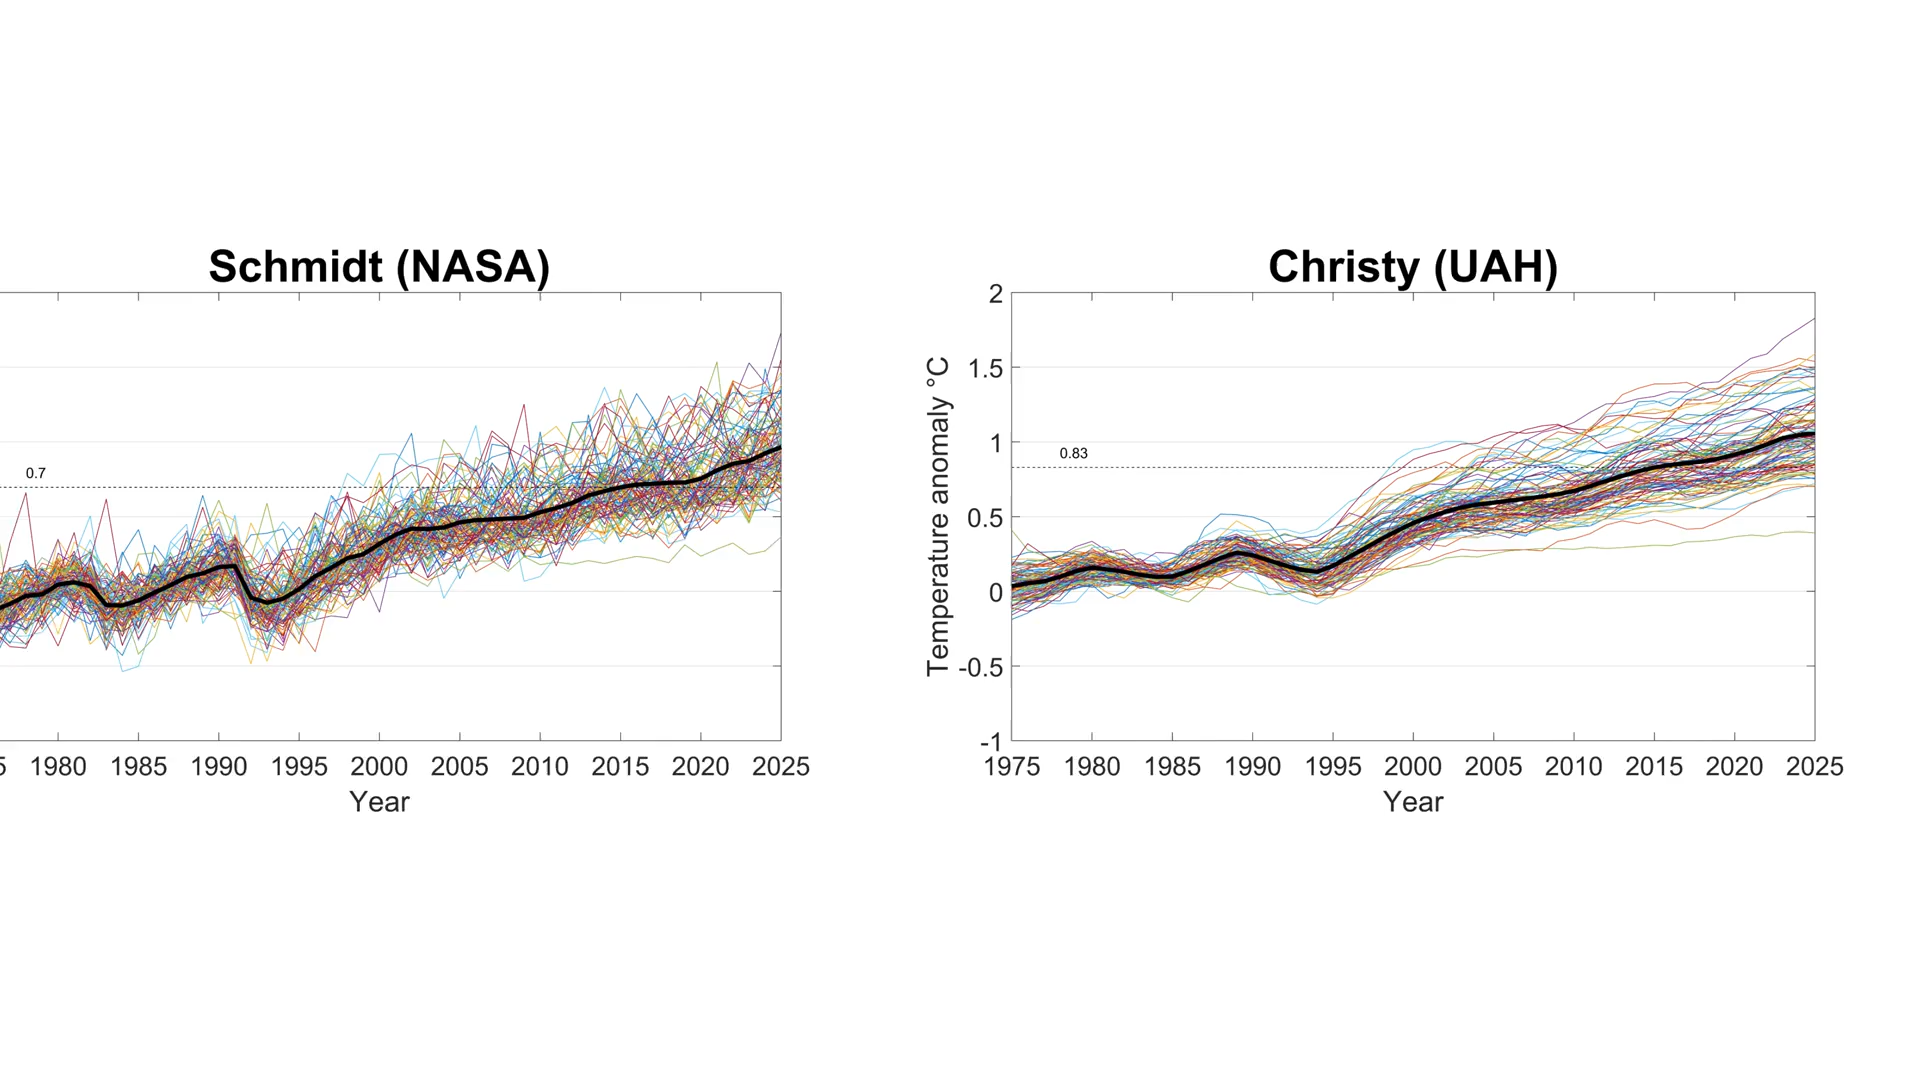 Schmidt (NASA)
0.7
5 1980 1985 1990 1995 2000 2005 2010 2015 2020 2025
Year
Christy (UAH)
2
1.5
1
0.5
0
-0.5
-1
Temperature anomaly °C
0.83
1975 1980 1985 1990 1995 2000 2005 2010 2015 2020 2025
Year